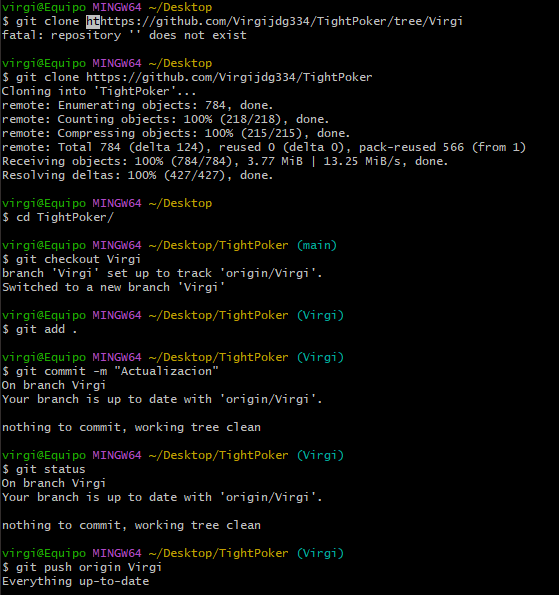 virgi@Equipo MINGW64 ~/Desktop
$ git clone hthttps://github.com/Virgijdg334/TightPoker/tree/Virgi
fatal: repository '' does not exist
virgi@Equipo MINGW64 ~/Desktop
$ git clone https://github.com/Virgijdg334/TightPoker
Cloning into 'TightPoker'...
remote: Enumerating objects: 784, done.
remote: Counting objects: 100% (218/218), done.
remote: Compressing objects: 100% (215/215), done.
remote: Total 784 (delta 124), reused 0 (delta 0), pack-reused 566 (from 1)
Receiving objects: 100% (784/784), 3.77 MiB | 13.25 MiB/s, done.
Resolving deltas: 100% (427/427), done.
virgi@Equipo MINGW64 ~/Desktop
$ cd TightPoker/
virgi@Equipo MINGW64 ~/Desktop/TightPoker (main)
$ git checkout Virgi
branch 'Virgi' set up to track 'origin/Virgi'.
Switched to a new branch 'Virgi'
virgi@Equipo MINGW64 ~/Desktop/TightPoker (Virgi)
$ git add .
virgi@Equipo MINGW64 ~/Desktop/TightPoker (Virgi)
$ git commit -m "Actualizacion"
On branch Virgi
Your branch is up to date with 'origin/Virgi'.
nothing to commit, working tree clean
virgi@Equipo MINGW64 ~/Desktop/TightPoker (Virgi)
$ git status
On branch Virgi
Your branch is up to date with 'origin/Virgi'.
nothing to commit, working tree clean
virgi@Equipo MINGW64 ~/Desktop/TightPoker (Virgi)
$ git push origin Virgi
Everything up-to-date